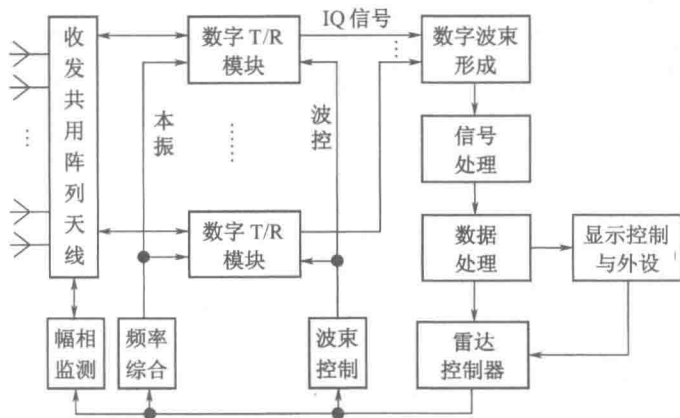 收发共用阵列天线
数字 T/R
模块
IQ 信号
数字波束
形成
本振
波控
信号
处理
数字 T/R
模块
数据
处理
显示控制
与外设
幅相
监测
频率
综合
波束
控制
雷达
控制器